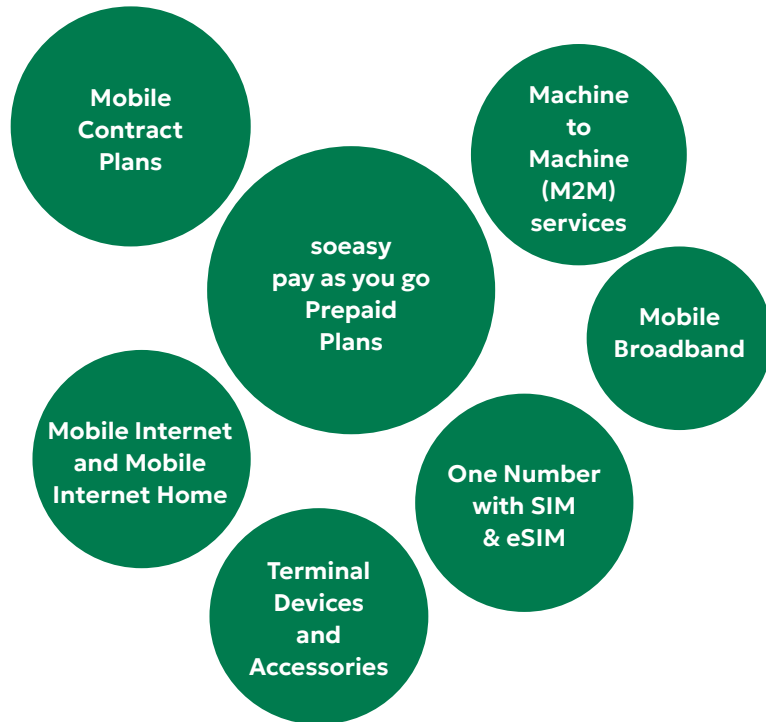 Mobile
Contract
Plans
Machine
to
Machine
(M2M)
services
soeasy
pay as you go
Prepaid
Plans
Mobile
Broadband
Mobile Internet
and Mobile
Internet Home
One Number
with SIM
& eSIM
Terminal
Devices
and
Accessories